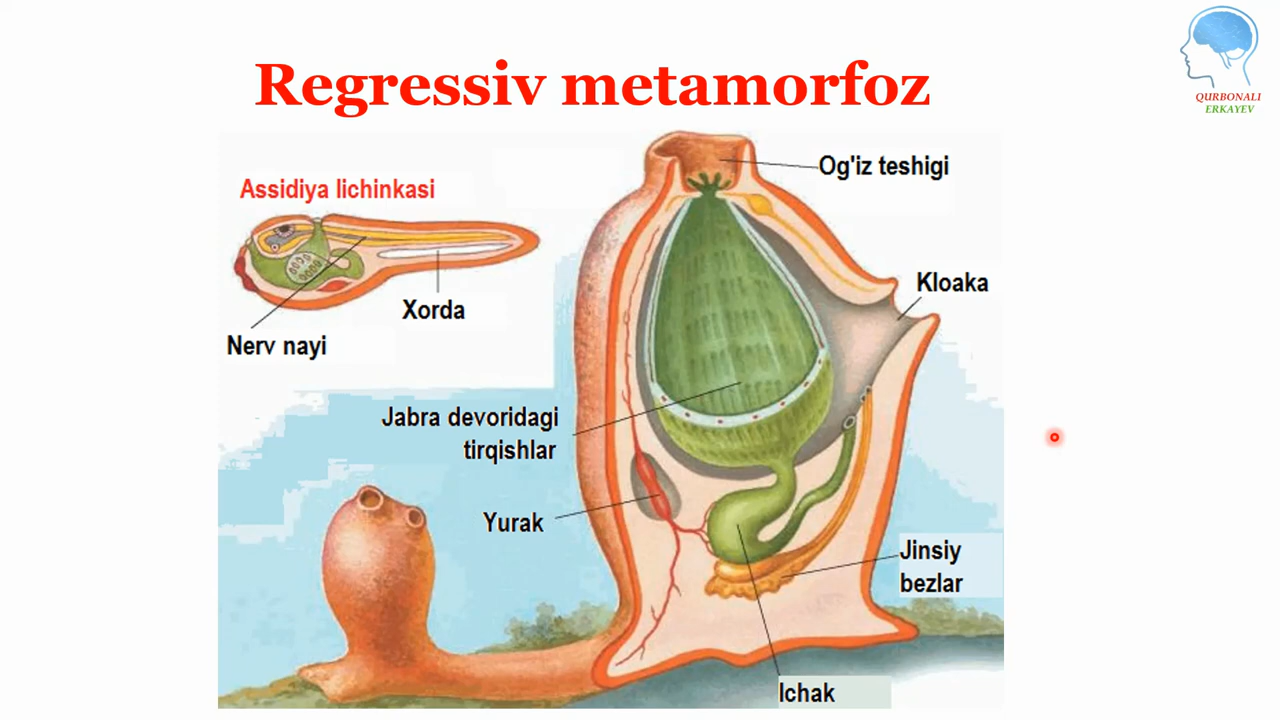 Regressiv metamorfoz
QURBONALI
ERKAYEV
Assidiya lichinkasi
Og'iz teshigi
Kloaka
Xorda
Nerv nayi
Jabra devoridagi
tirqishlar
Yurak
Jinsiy
bezlar
Ichak